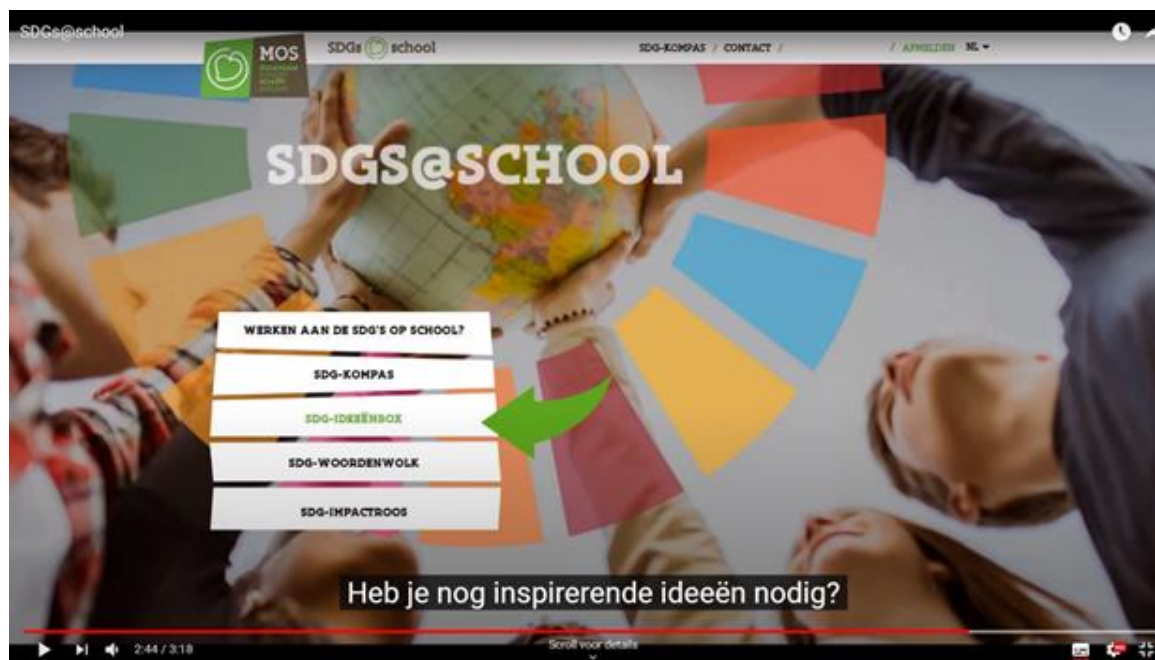 SDGs@school
MOS
SDGs school
SDG-KOMPAS / CONTACT /
/ AFMELDEN NL
SDGS@SCHOOL
WERKEN AAN DE SDG'S OP SCHOOL?
SDG-KOMPAS
SDG-IDEEËNBOX
SDG-WOORDENWOLK
SDG-IMPACTROOS
Heb je nog inspirerende ideeën nodig?
2:44 / 3:18
Scroll voor details